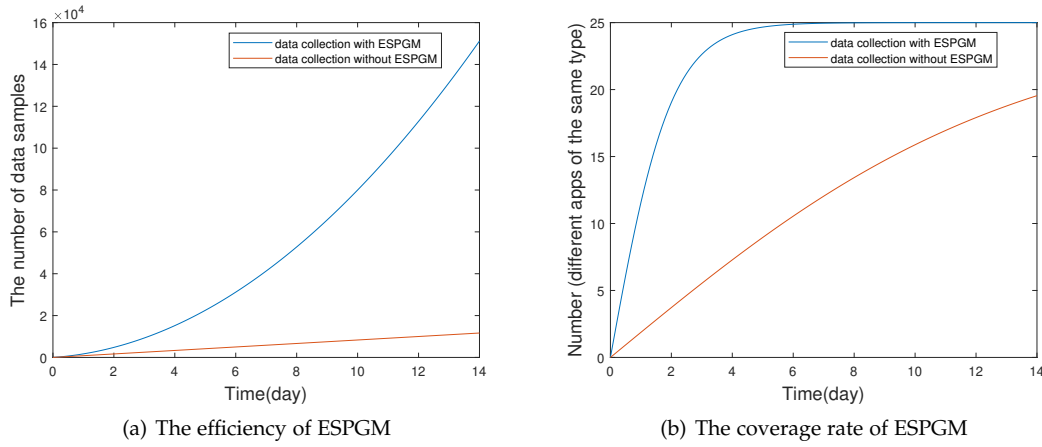 ×10^4
16
14
12
10
8
6
4
2
0
The number of data samples
data collection with ESPGM
data collection without ESPGM
0 2 4 6 8 10 12 14
Time(day)
(a) The efficiency of ESPGM
25
20
15
10
5
0
Number (different apps of the same type)
data collection with ESPGM
data collection without ESPGM
0 2 4 6 8 10 12 14
Time(day)
(b) The coverage rate of ESPGM